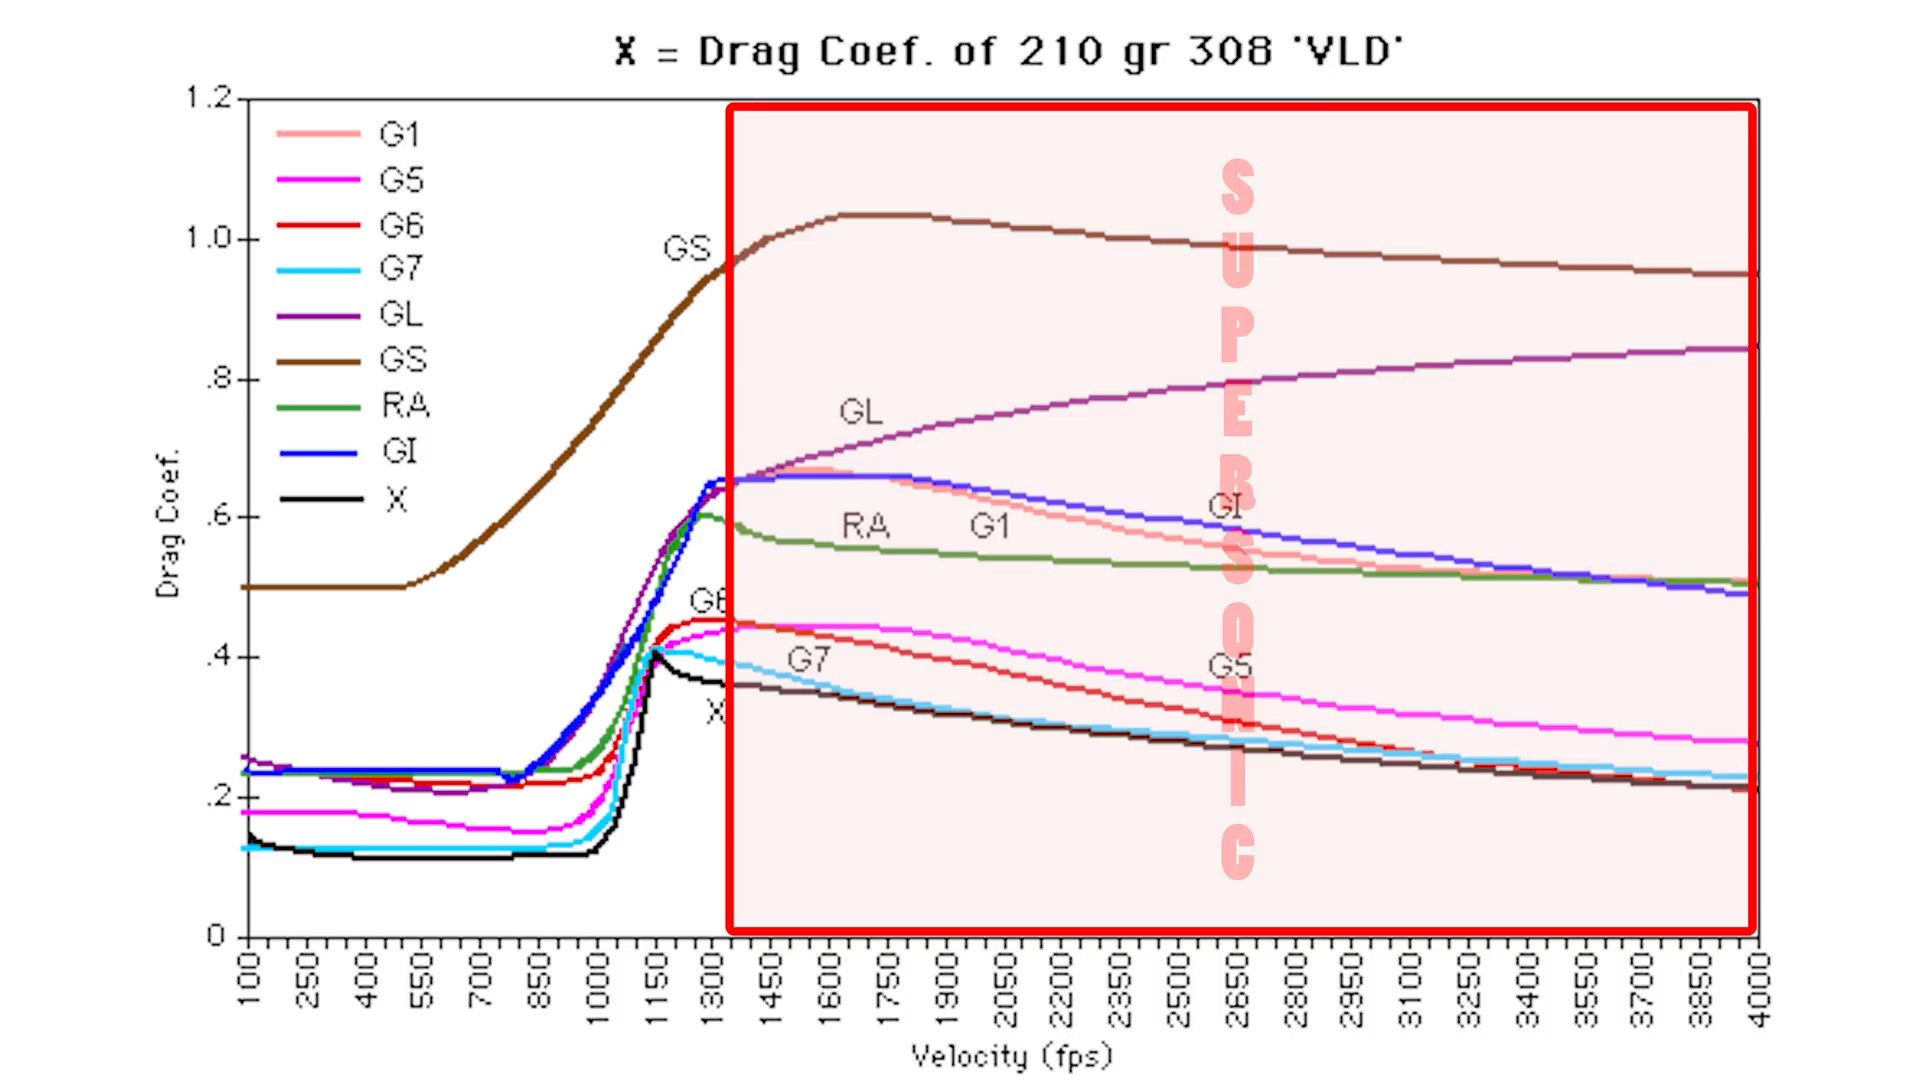 X = Drag Coef. of 210 gr 308 'VLD'
1.2
1.0
.8
.6
.4
.2
0
Drag Coef.
G1
G5
G6
G7
GL
GS
RA
GI
X
GS
GL
RA
G1
GI
G6
G7
G5
X
SUPERSONIC
100 250 400 550 700 850 1000 1150 1300 1450 1600 1750 1900 2050 2200 2350 2500 2650 2800 2950 3100 3250 3400 3550 3700 3850 4000
Velocity (fps)